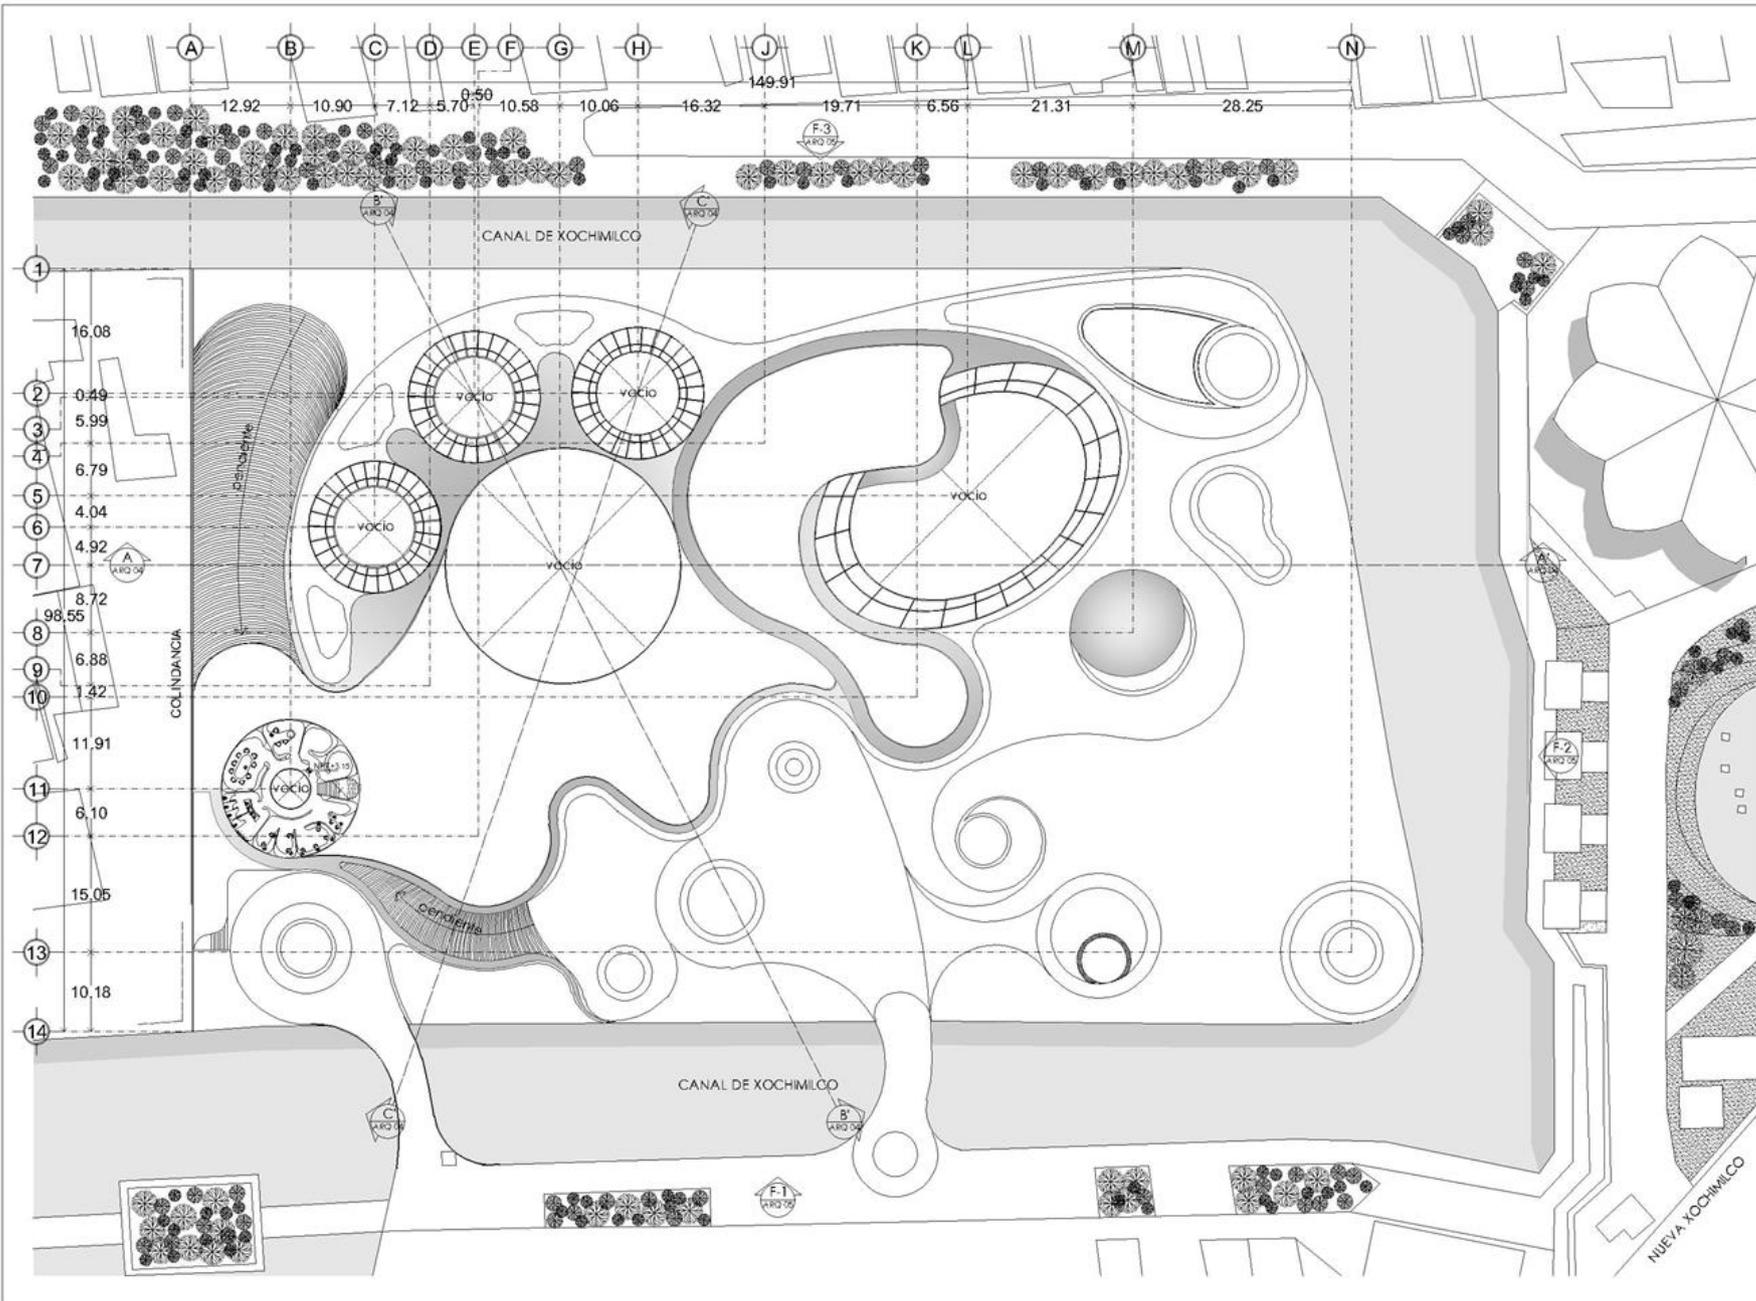 A B C D E F G H J K L M N
149.91
0.50
12.92 10.90 7.12 5.70 10.58 10.06 16.32 19.71 6.56 21.31 28.25
F-3
ARQ 05
B'
ARQ 04
C'
ARQ 04
CANAL DE XOCHIMILCO
1
16.08
2
0.49
3
5.99
4
6.79
5
4.04
6
4.92
7
8.72
98.55
8
6.88
9
1.42
10
11.91
11
6.10
12
15.05
13
10.18
14
A
ARQ 04
A'
ARQ 04
COLINDANCIA
pendiente
vacio
vacio
vacio
vacio
vacio
vacio
pendiente
F-2
ARQ 05
CANAL DE XOCHIMILCO
C'
ARQ 04
B'
ARQ 04
F-1
ARQ 05
NUEVA XOCHIMILCO